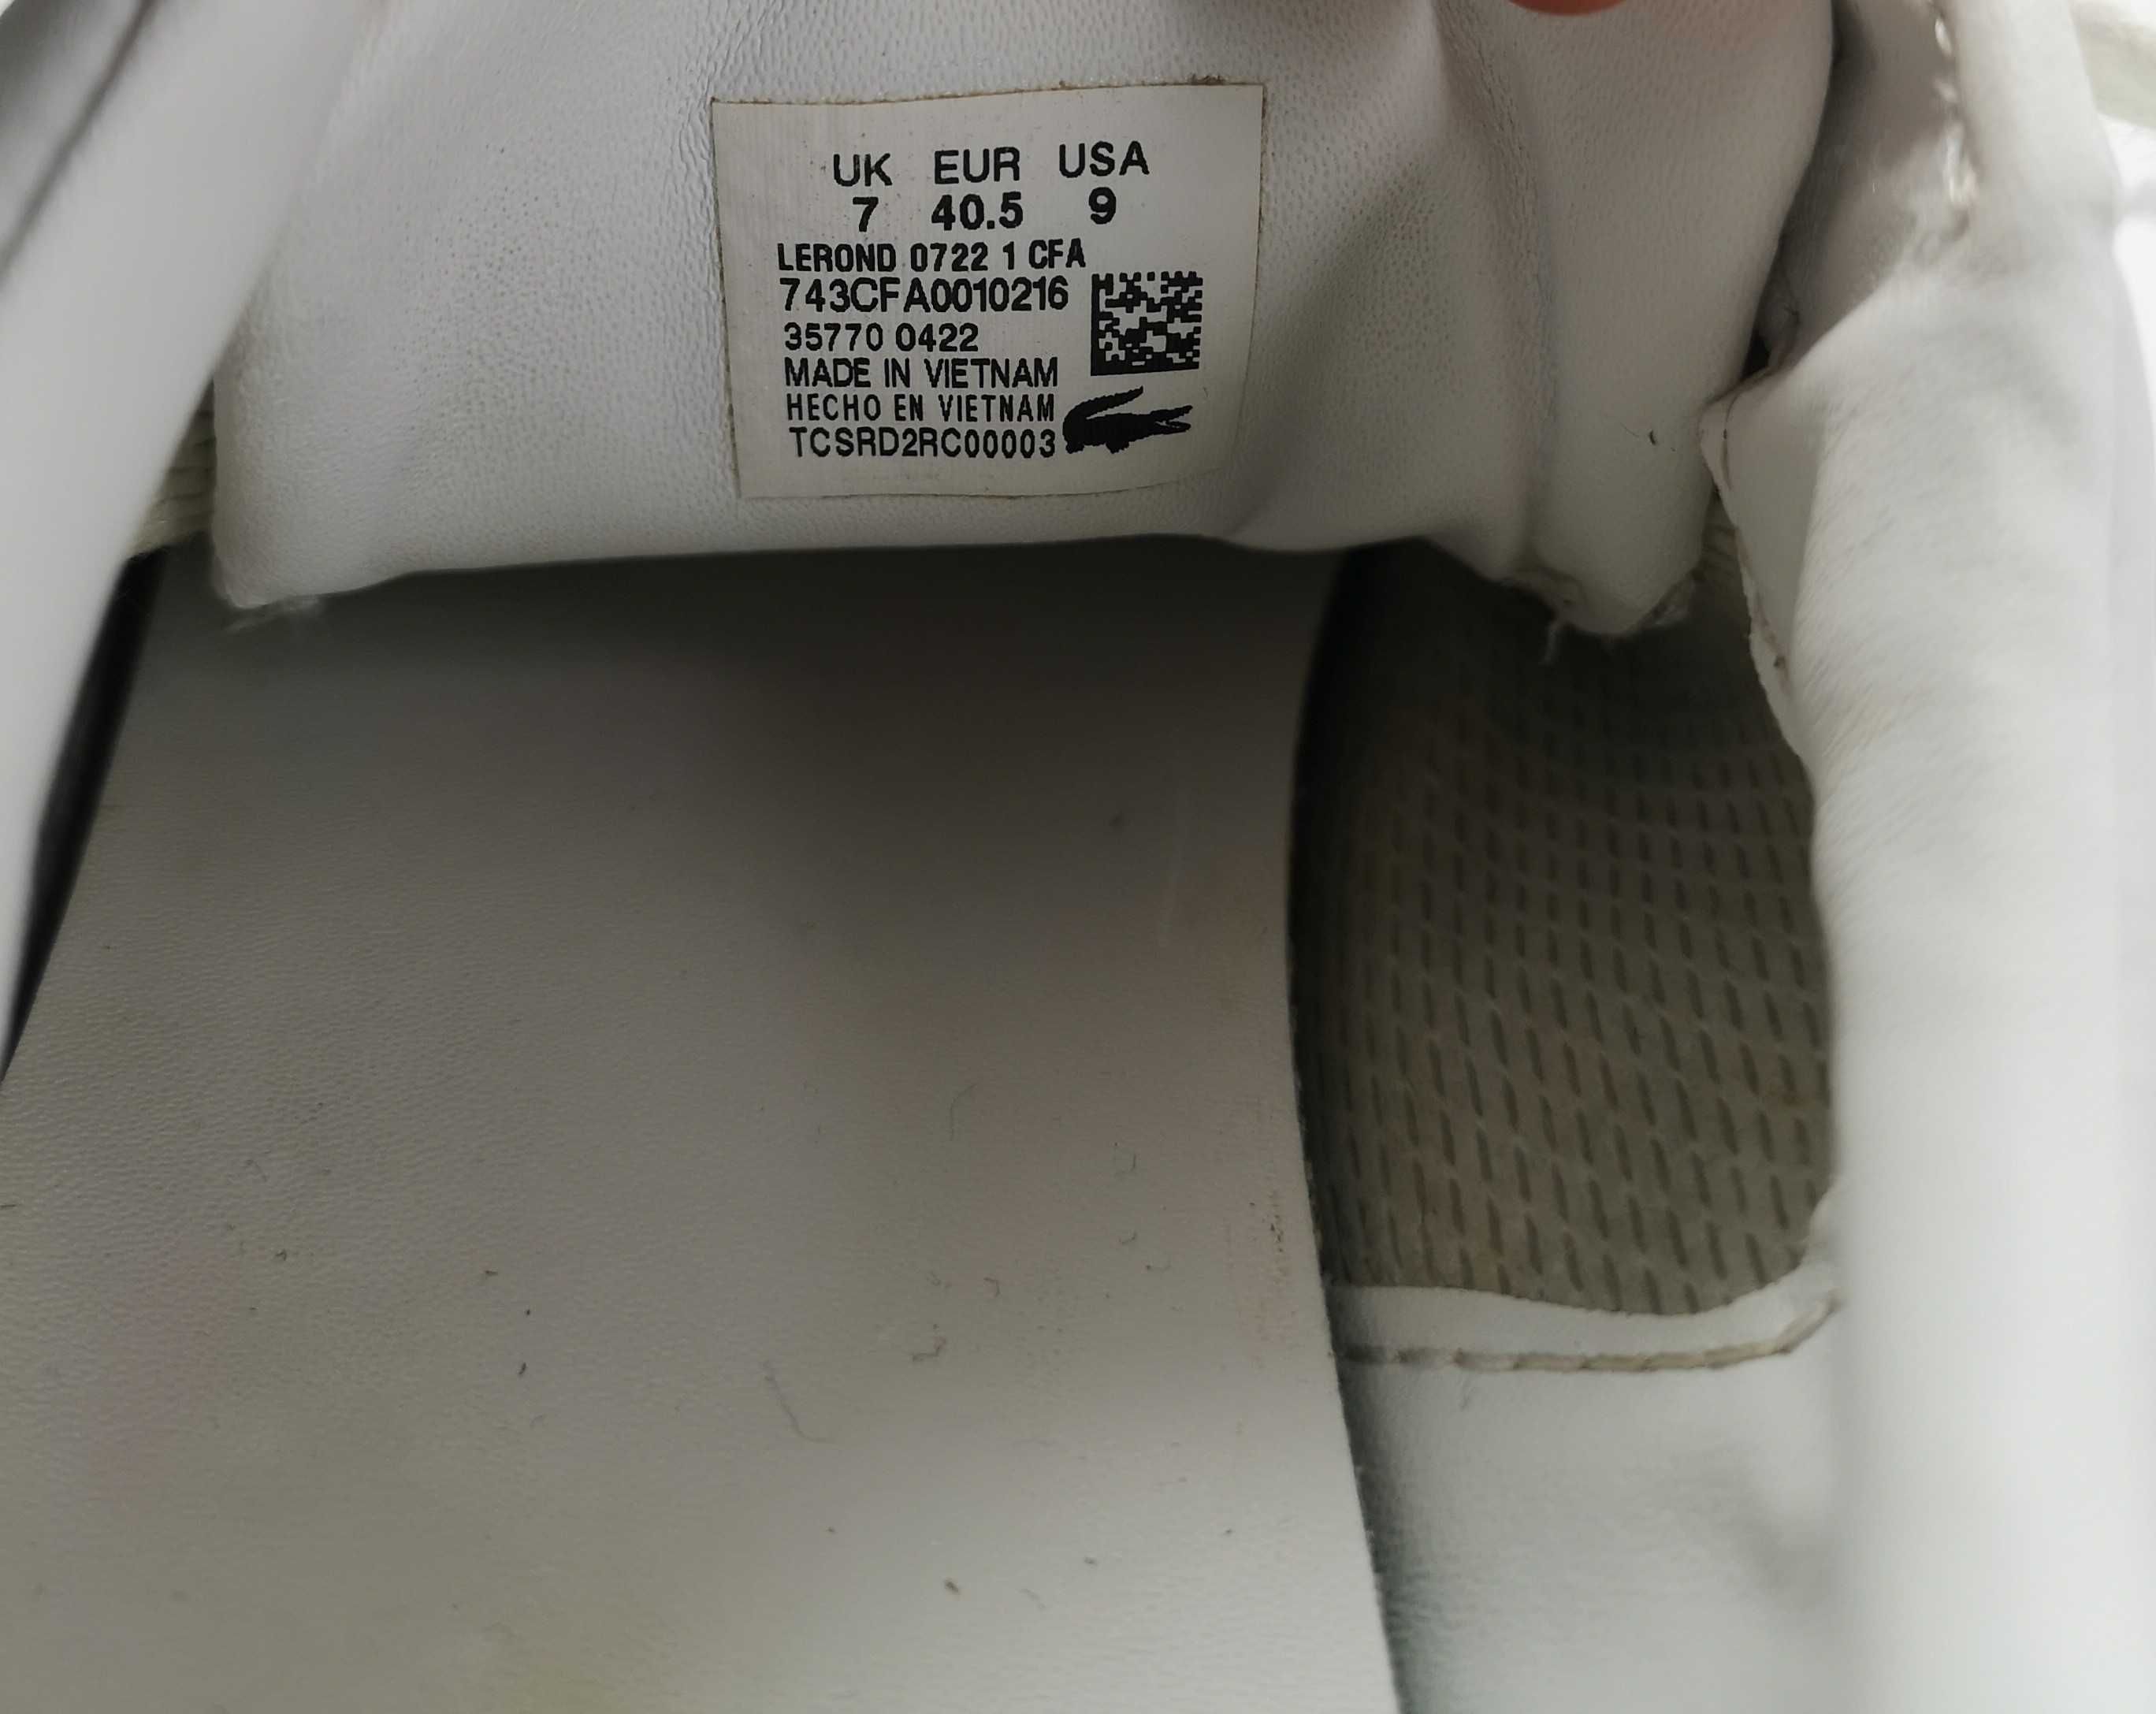 UK EUR USA
7 40.5 9
LEROND 0722 1 CFA
743CFA0010216
35770 0422
MADE IN VIETNAM
HECHO EN VIETNAM
TCSRD2RC00003